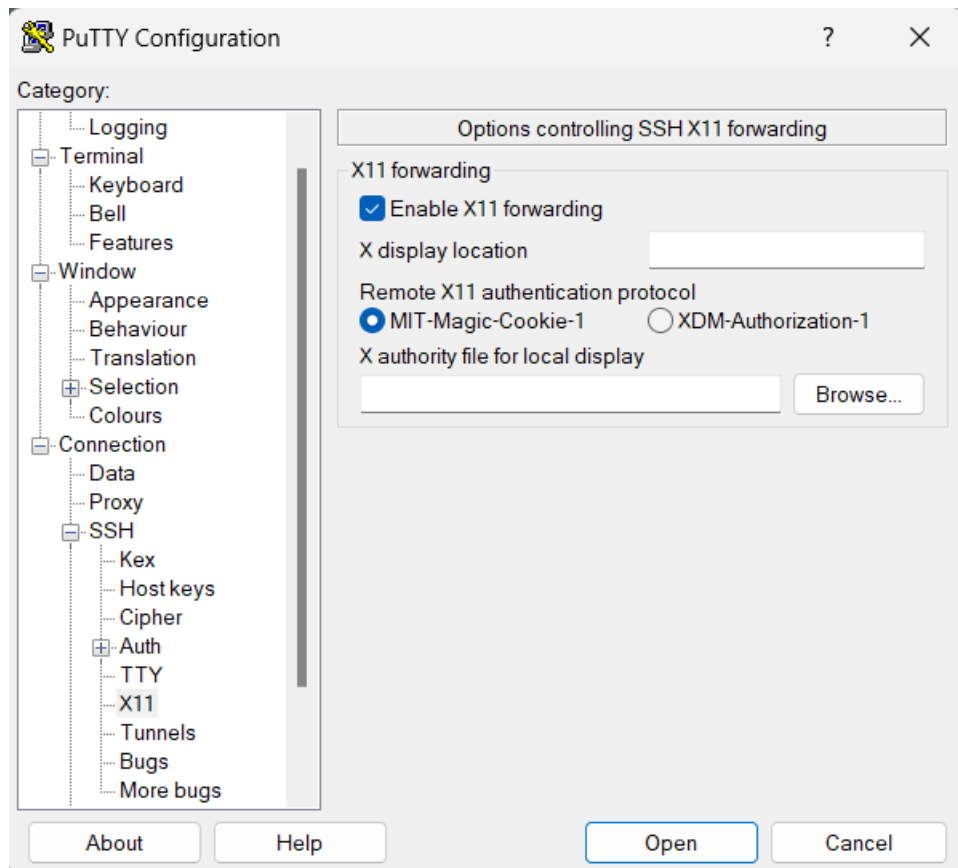 PuTTY Configuration
?
Category:
Logging
Terminal
Keyboard
Bell
Features
Window
Appearance
Behaviour
Translation
Selection
Colours
Connection
Data
Proxy
SSH
Kex
Host keys
Cipher
Auth
TTY
X11
Tunnels
Bugs
More bugs
Options controlling SSH X11 forwarding
X11 forwarding
Enable X11 forwarding
X display location
Remote X11 authentication protocol
MIT-Magic-Cookie-1 XDM-Authorization-1
X authority file for local display
Browse...
About Help Open Cancel